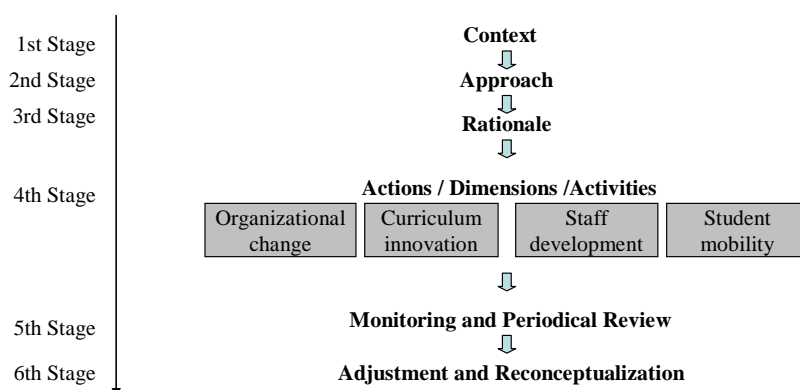 1st Stage
Context
2nd Stage
Approach
3rd Stage
Rationale
4th Stage
Actions / Dimensions /Activities
Organizational
change
Curriculum
innovation
Staff
development
Student
mobility
5th Stage
Monitoring and Periodical Review
6th Stage
Adjustment and Reconceptualization